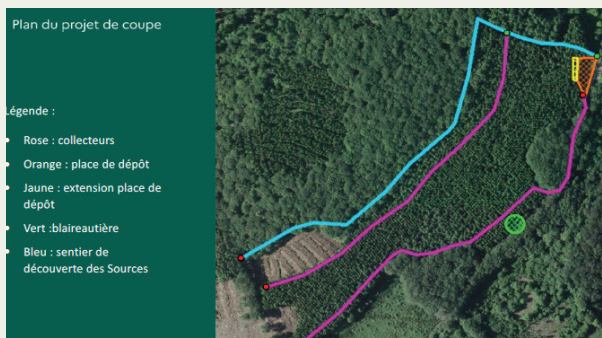 Plan du projet de coupe
Légende :
• Rose : collecteurs
• Orange : place de dépôt
• Jaune : extension place de
dépôt
• Vert :blaireautière
• Bleu : sentier de
découverte des Sources